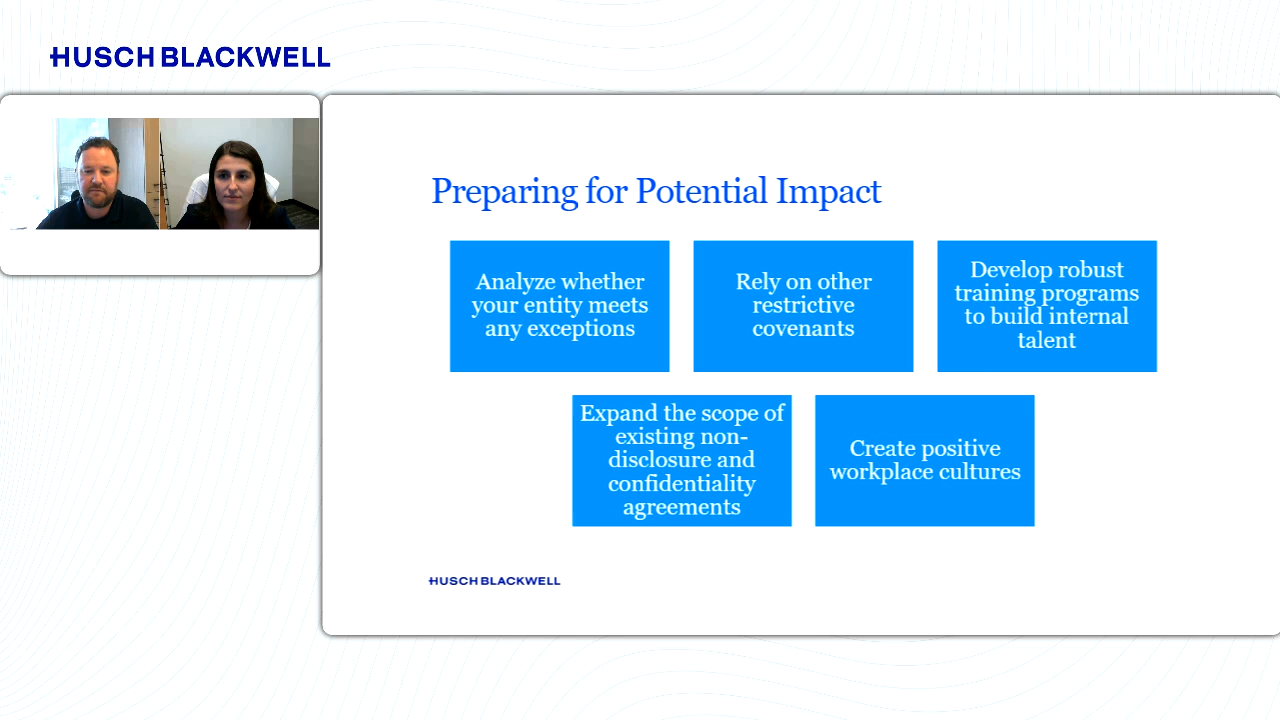 HUSCH BLACKWELL
Preparing for Potential Impact
Analyze whether
your entity meets
any exceptions
Rely on other
restrictive
covenants
Develop robust
training programs
to build internal
talent
Expand the scope of
existing non-
disclosure and
confidentiality
agreements
Create positive
workplace cultures
HUSCH BLACKWELL